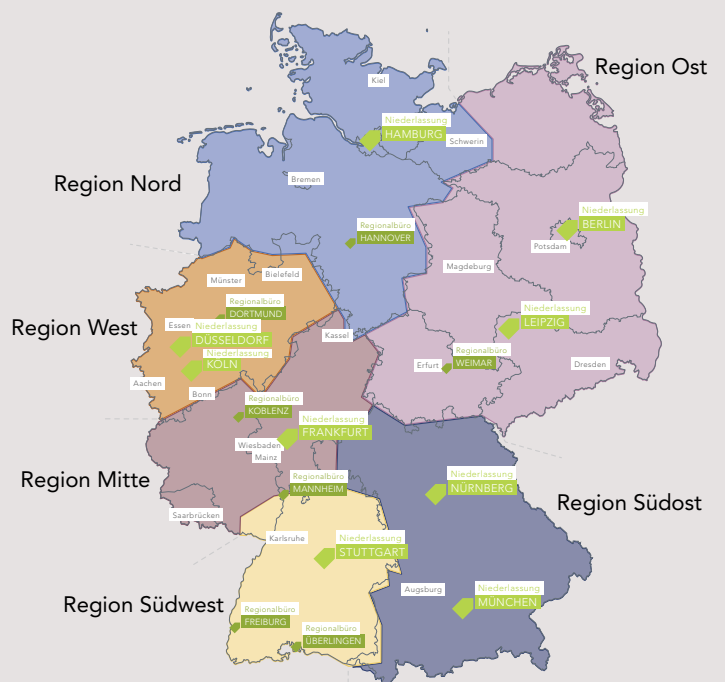 Region Ost
Kiel
Niederlassung
HAMBURG
Schwerin
Region Nord
Bremen
Niederlassung
BERLIN
Potsdam
Regionalbüro
HANNOVER
Magdeburg
Münster
Bielefeld
Regionalbüro
DORTMUND
Region West
Essen
Niederlassung
DÜSSELDORF
Niederlassung
KÖLN
Niederlassung
LEIPZIG
Kassel
Erfurt
Regionalbüro
WEIMAR
Dresden
Aachen
Bonn
Regionalbüro
KOBLENZ
Niederlassung
FRANKFURT
Wiesbaden
Mainz
Region Mitte
Regionalbüro
MANNHEIM
Niederlassung
NÜRNBERG
Region Südost
Saarbrücken
Karlsruhe
Niederlassung
STUTTGART
Augsburg
Niederlassung
MÜNCHEN
Region Südwest
Regionalbüro
FREIBURG
Regionalbüro
ÜBERLINGEN